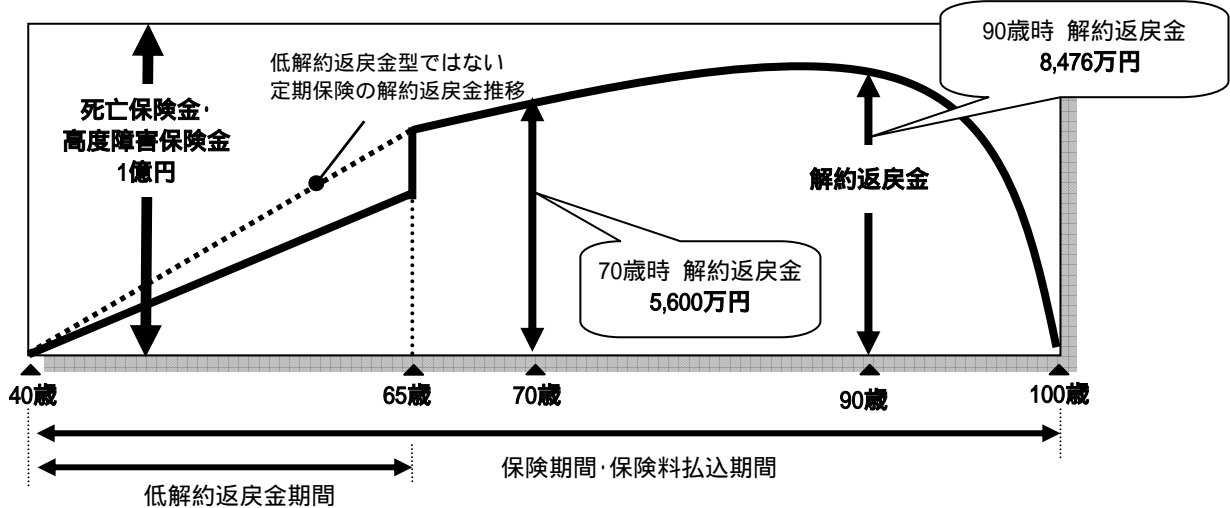 90歳時 解約返戻金
8,476万円
低解約返戻金型ではない
定期保険の解約返戻金推移
死亡保険金・
高度障害保険金
1億円
解約返戻金
70歳時 解約返戻金
5,600万円
40歳
65歳
70歳
90歳
100歳
保険期間・保険料払込期間
低解約返戻金期間